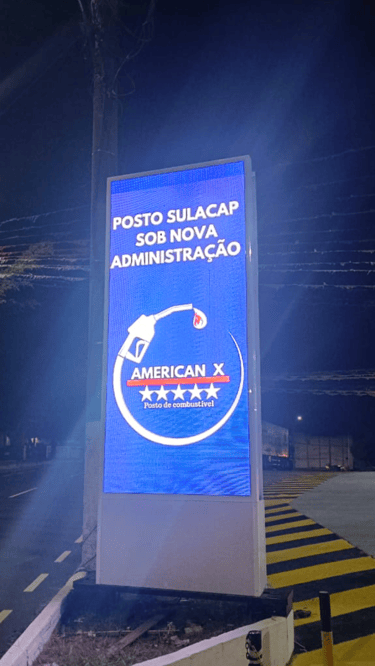 POSTO SULACAP
SOB NOVA
ADMINISTRAÇÃO
AMERICAN X
Posto de combustível